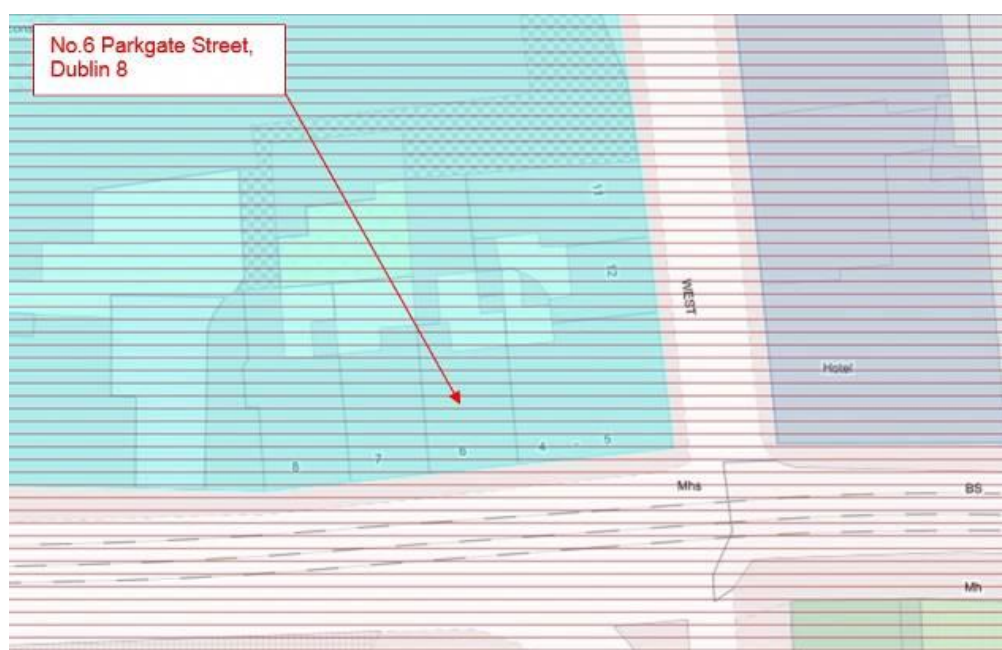 No.6 Parkgate Street,
Dublin 8
11
12
WEST
Hotel
8
7
6
4 - 5
Mhs
BS
Mh